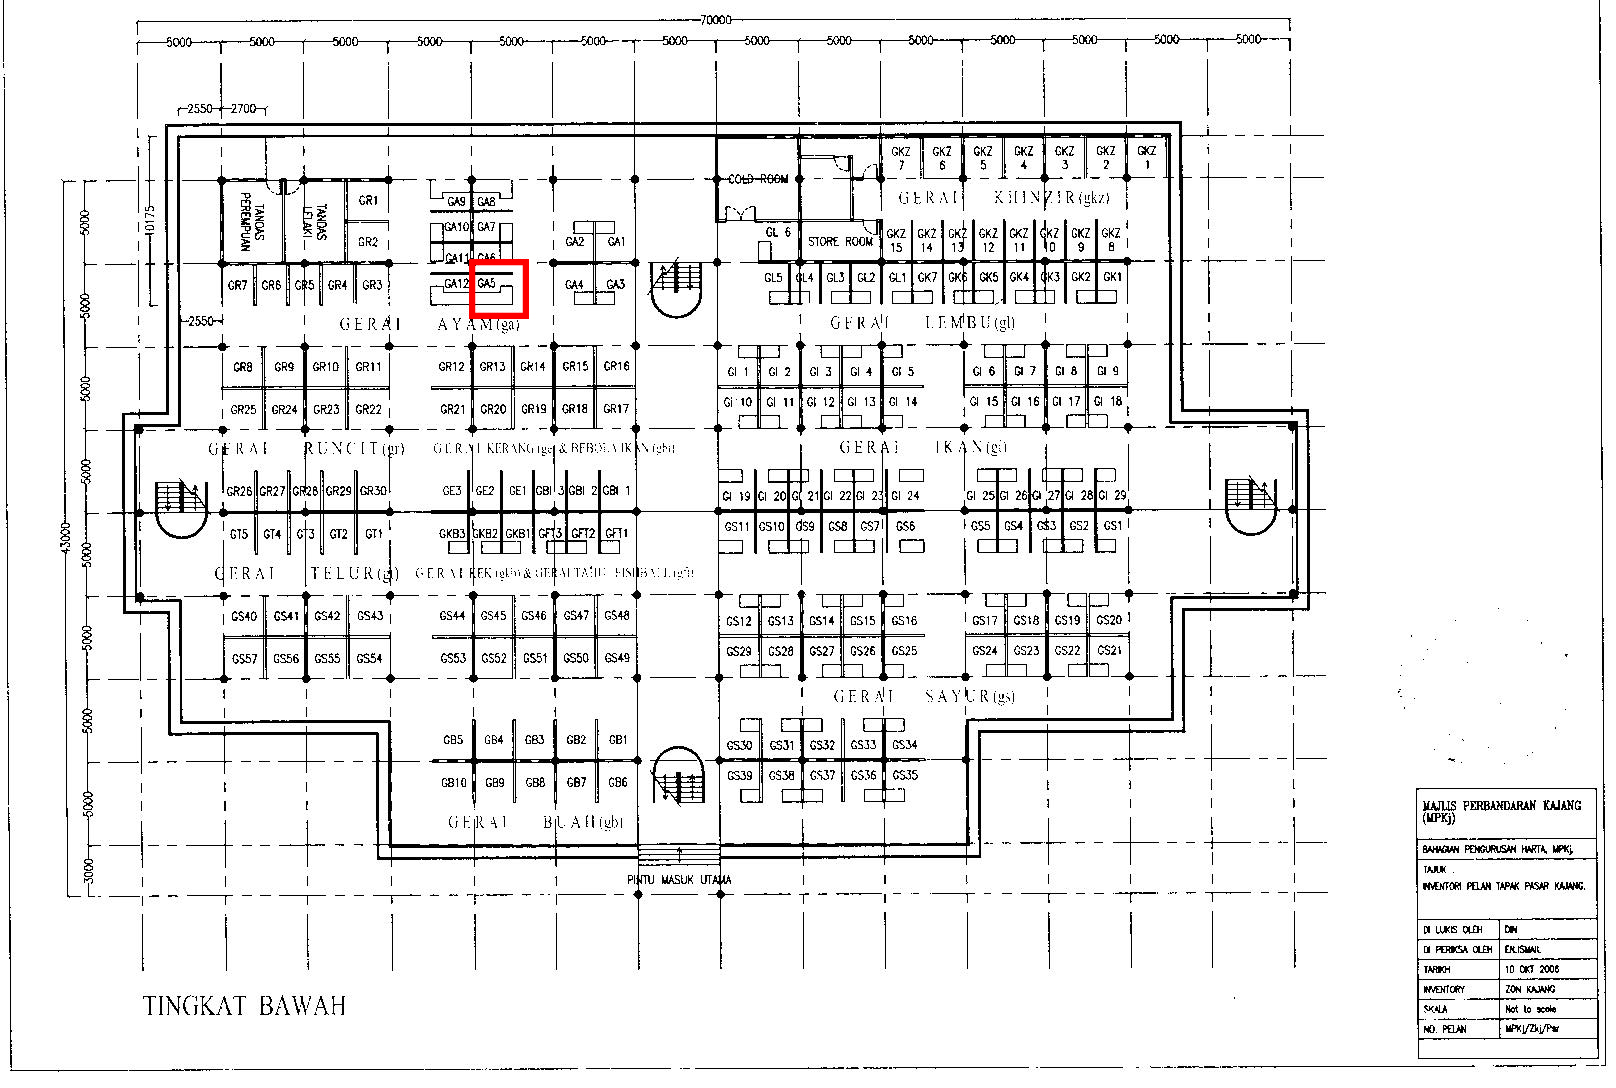 70000
5000 5000 5000 5000 5000 5000 5000 5000 5000 5000 5000 5000 5000 5000
2550 2700
GKZ 7 GKZ 6 GKZ 5 GKZ 4 GKZ 3 GKZ 2 GKZ 1
COLD ROOM
GERAI KHINZIR(gkz)
TANDAS PEREMPUAN
TANDAS LELAKI
GR1
GA9 GA8
5000
10175
GA10 GA7
GL 6
STORE ROOM
GKZ 15 GKZ 14 GKZ 13 GKZ 12 GKZ 11 GKZ 10 GKZ 9 GKZ 8
GR2
GA2 GA1
GA11 GA6
GR7 GR6 GR5 GR4 GR3
GA12 GA5
GA4 GA3
GL5 GL4 GL3 GL2 GL1 GK7 GK6 GK5 GK4 GK3 GK2 GK1
5000
2550
GERAI AYAM(ga)
GERAI LEMBU(gl)
GR8 GR9 GR10 GR11 GR12 GR13 GR14 GR15 GR16
GI 1 GI 2 GI 3 GI 4 GI 5 GI 6 GI 7 GI 8 GI 9
5000
GR25 GR24 GR23 GR22 GR21 GR20 GR19 GR18 GR17
GI 10 GI 11 GI 12 GI 13 GI 14 GI 15 GI 16 GI 17 GI 18
GERAI RUNCIT(gr)
GERAI KERANG(ge) & BEBOLA IKAN(gbi)
GERAI IKAN(gi)
5000
GR26 GR27 GR28 GR29 GR30 GE3 GE2 GE1 GBI 3 GBI 2 GBI 1
GI 19 GI 20 GI 21 GI 22 GI 23 GI 24 GI 25 GI 26 GI 27 GI 28 GI 29
43000
GT5 GT4 GT3 GT2 GT1 GKB3 GKB2 GKB1 GFT3 GFT2 GFT1
GS11 GS10 GS9 GS8 GS7 GS6 GS5 GS4 GS3 GS2 GS1
5000
GERAI TELUR(gt)
GERAI KEK(gkb) & GERAI TAHU FISHBALL(gft)
GS40 GS41 GS42 GS43 GS44 GS45 GS46 GS47 GS48
GS12 GS13 GS14 GS15 GS16 GS17 GS18 GS19 GS20
5000
GS57 GS56 GS55 GS54 GS53 GS52 GS51 GS50 GS49
GS29 GS28 GS27 GS26 GS25 GS24 GS23 GS22 GS21
GERAI SAYUR(gs)
5000
GB5 GB4 GB3 GB2 GB1
GS30 GS31 GS32 GS33 GS34
GB10 GB9 GB8 GB7 GB6
GS39 GS38 GS37 GS36 GS35
5000
GERAI BUAH(gb)
3000
PINTU MASUK UTAMA
TINGKAT BAWAH
MAJLIS PERBANDARAN KAJANG
(MPKj)
BAHAGIAN PENGURUSAN HARTA, MPKj.
TAJUK
INVENTORI PELAN TAPAK PASAR KAJANG.
DI LUKIS OLEH DIN
DI PERIKSA OLEH EN.ISMAIL
TARIKH 10 OKT 2006
INVENTORY ZON KAJANG
SKALA Not to scale
NO. PELAN MPKj/Zkj/Psr